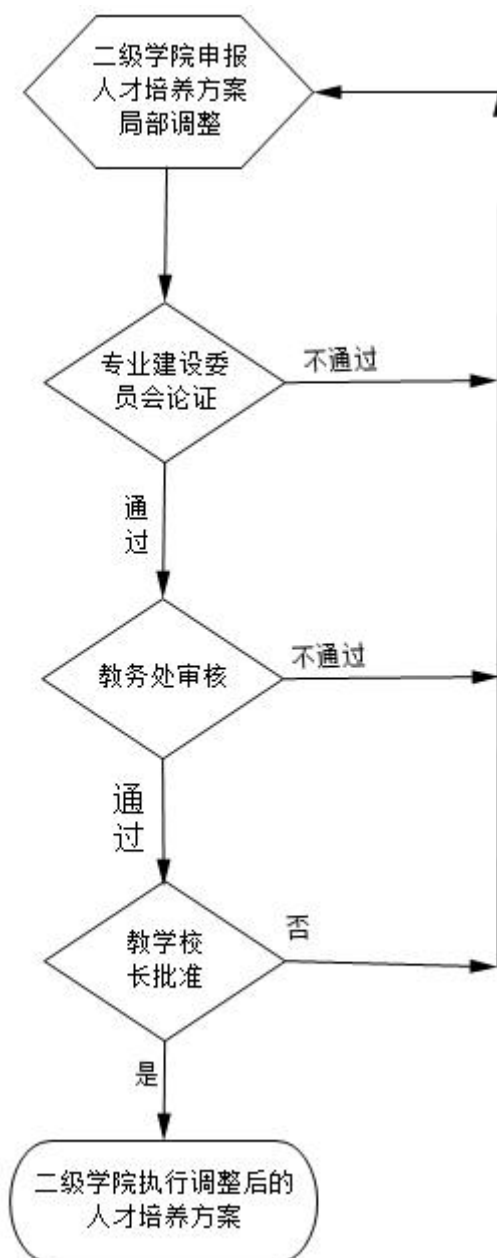 二级学院申报
人才培养方案
局部调整
专业建设委
员会论证
不通过
通
过
教务处审核
不通过
通
过
教学校
长批准
否
是
二级学院执行调整后的
人才培养方案